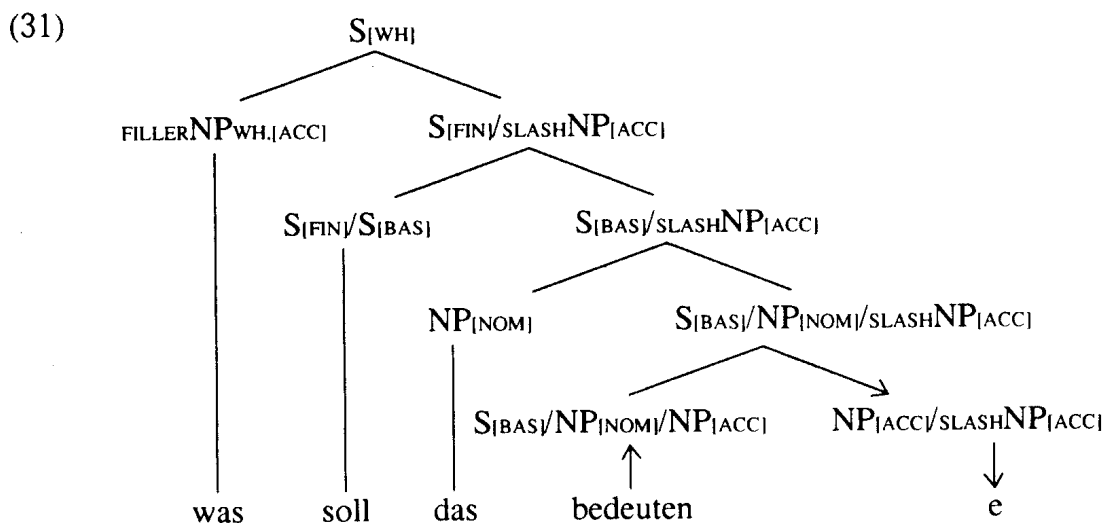 (31)
S[WH]
FILLERNPWH.[ACC] S[FIN]/SLASHNP[ACC]
S[FIN]/S[BAS] S[BAS]/SLASHNP[ACC]
NP[NOM] S[BAS]/NP[NOM]/SLASHNP[ACC]
S[BAS]/NP[NOM]/NP[ACC] NP[ACC]/SLASHNP[ACC]
was soll das bedeuten e